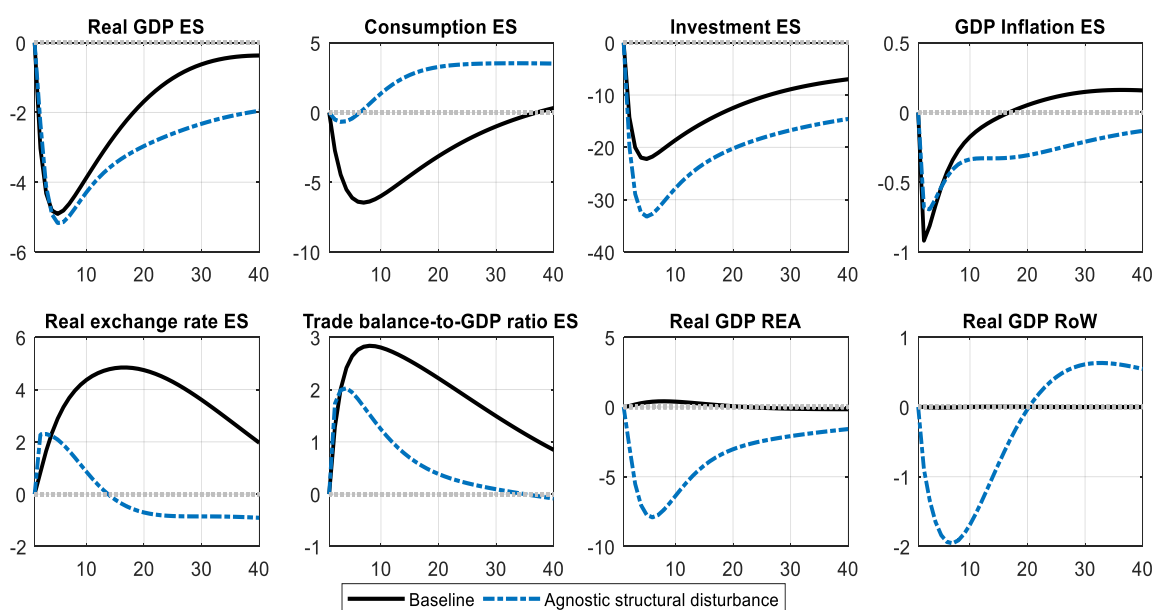 Real GDP ES
Consumption ES
Investment ES
GDP Inflation ES
0
-2
-4
-6
10 20 30 40
5
0
-5
-10
10 20 30 40
0
-10
-20
-30
-40
10 20 30 40
0.5
0
-0.5
-1
10 20 30 40
Real exchange rate ES
Trade balance-to-GDP ratio ES
Real GDP REA
Real GDP RoW
6
4
2
0
-2
10 20 30 40
3
2
1
0
-1
10 20 30 40
5
0
-5
-10
10 20 30 40
1
0
-1
-2
10 20 30 40
Baseline
Agnostic structural disturbance